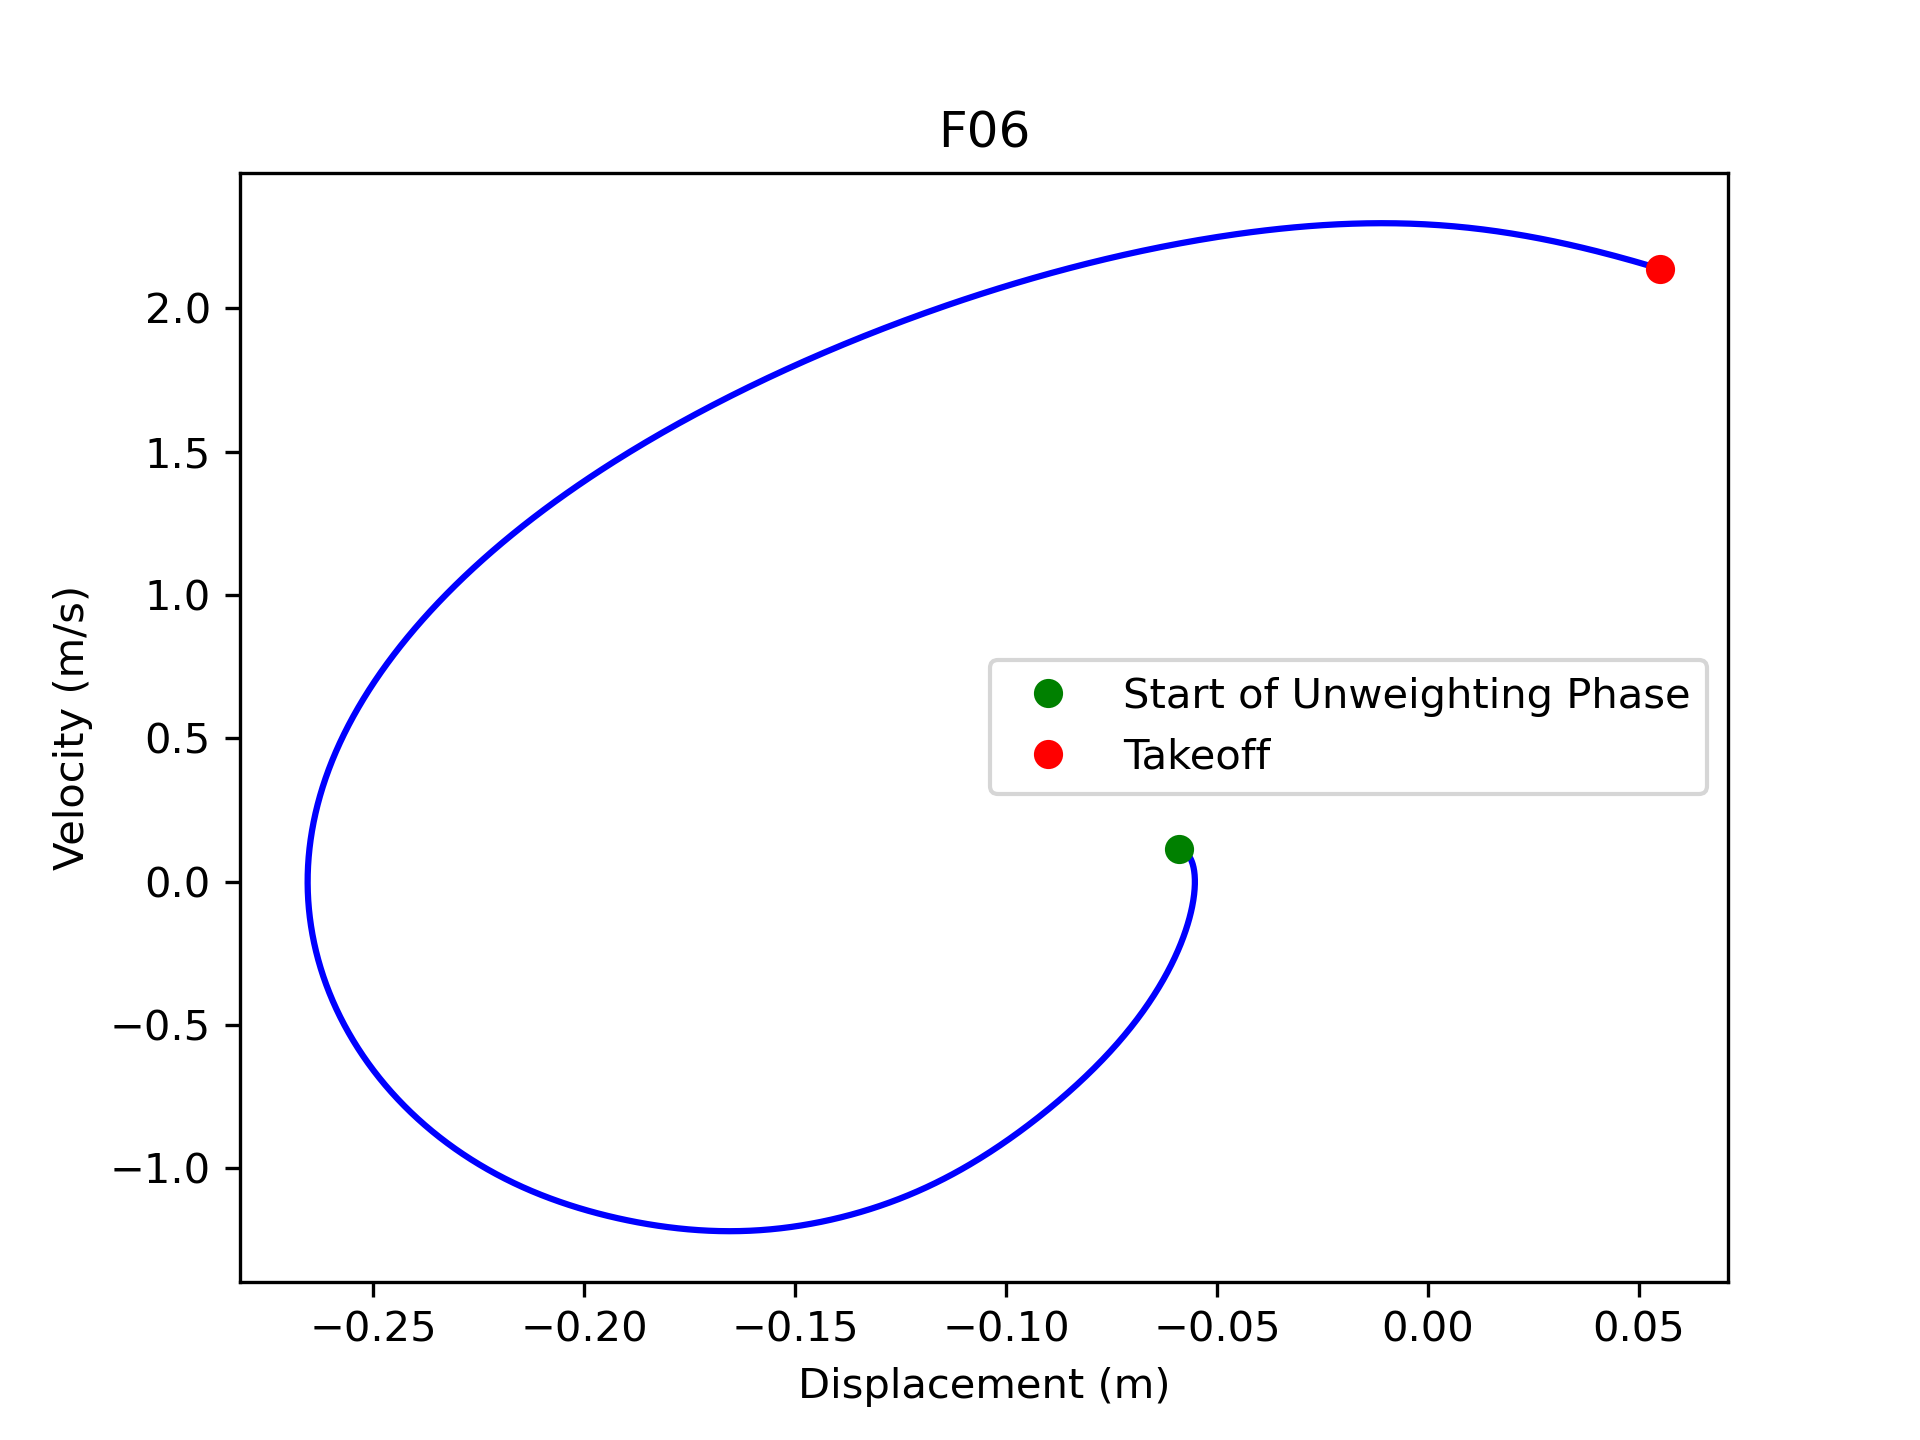 F06
Velocity (m/s)
2.0
1.5
1.0
0.5
0.0
−0.5
−1.0
Start of Unweighting Phase
Takeoff
−0.25 −0.20 −0.15 −0.10 −0.05 0.00 0.05
Displacement (m)